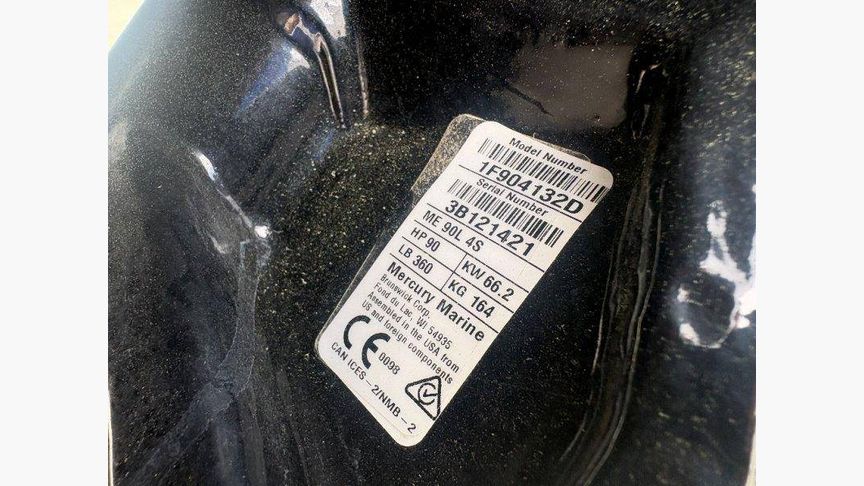 Model Number
1F904132D
Serial Number
3B121421
ME 90L 4S
HP 90 KW 66.2
LB 360 KG 164
Mercury Marine
Brunswick Corp.
Fond du Lac, WI 54935
Assembled in the USA from
US and foreign components
CE 0098
CAN ICES-2/NMB-2